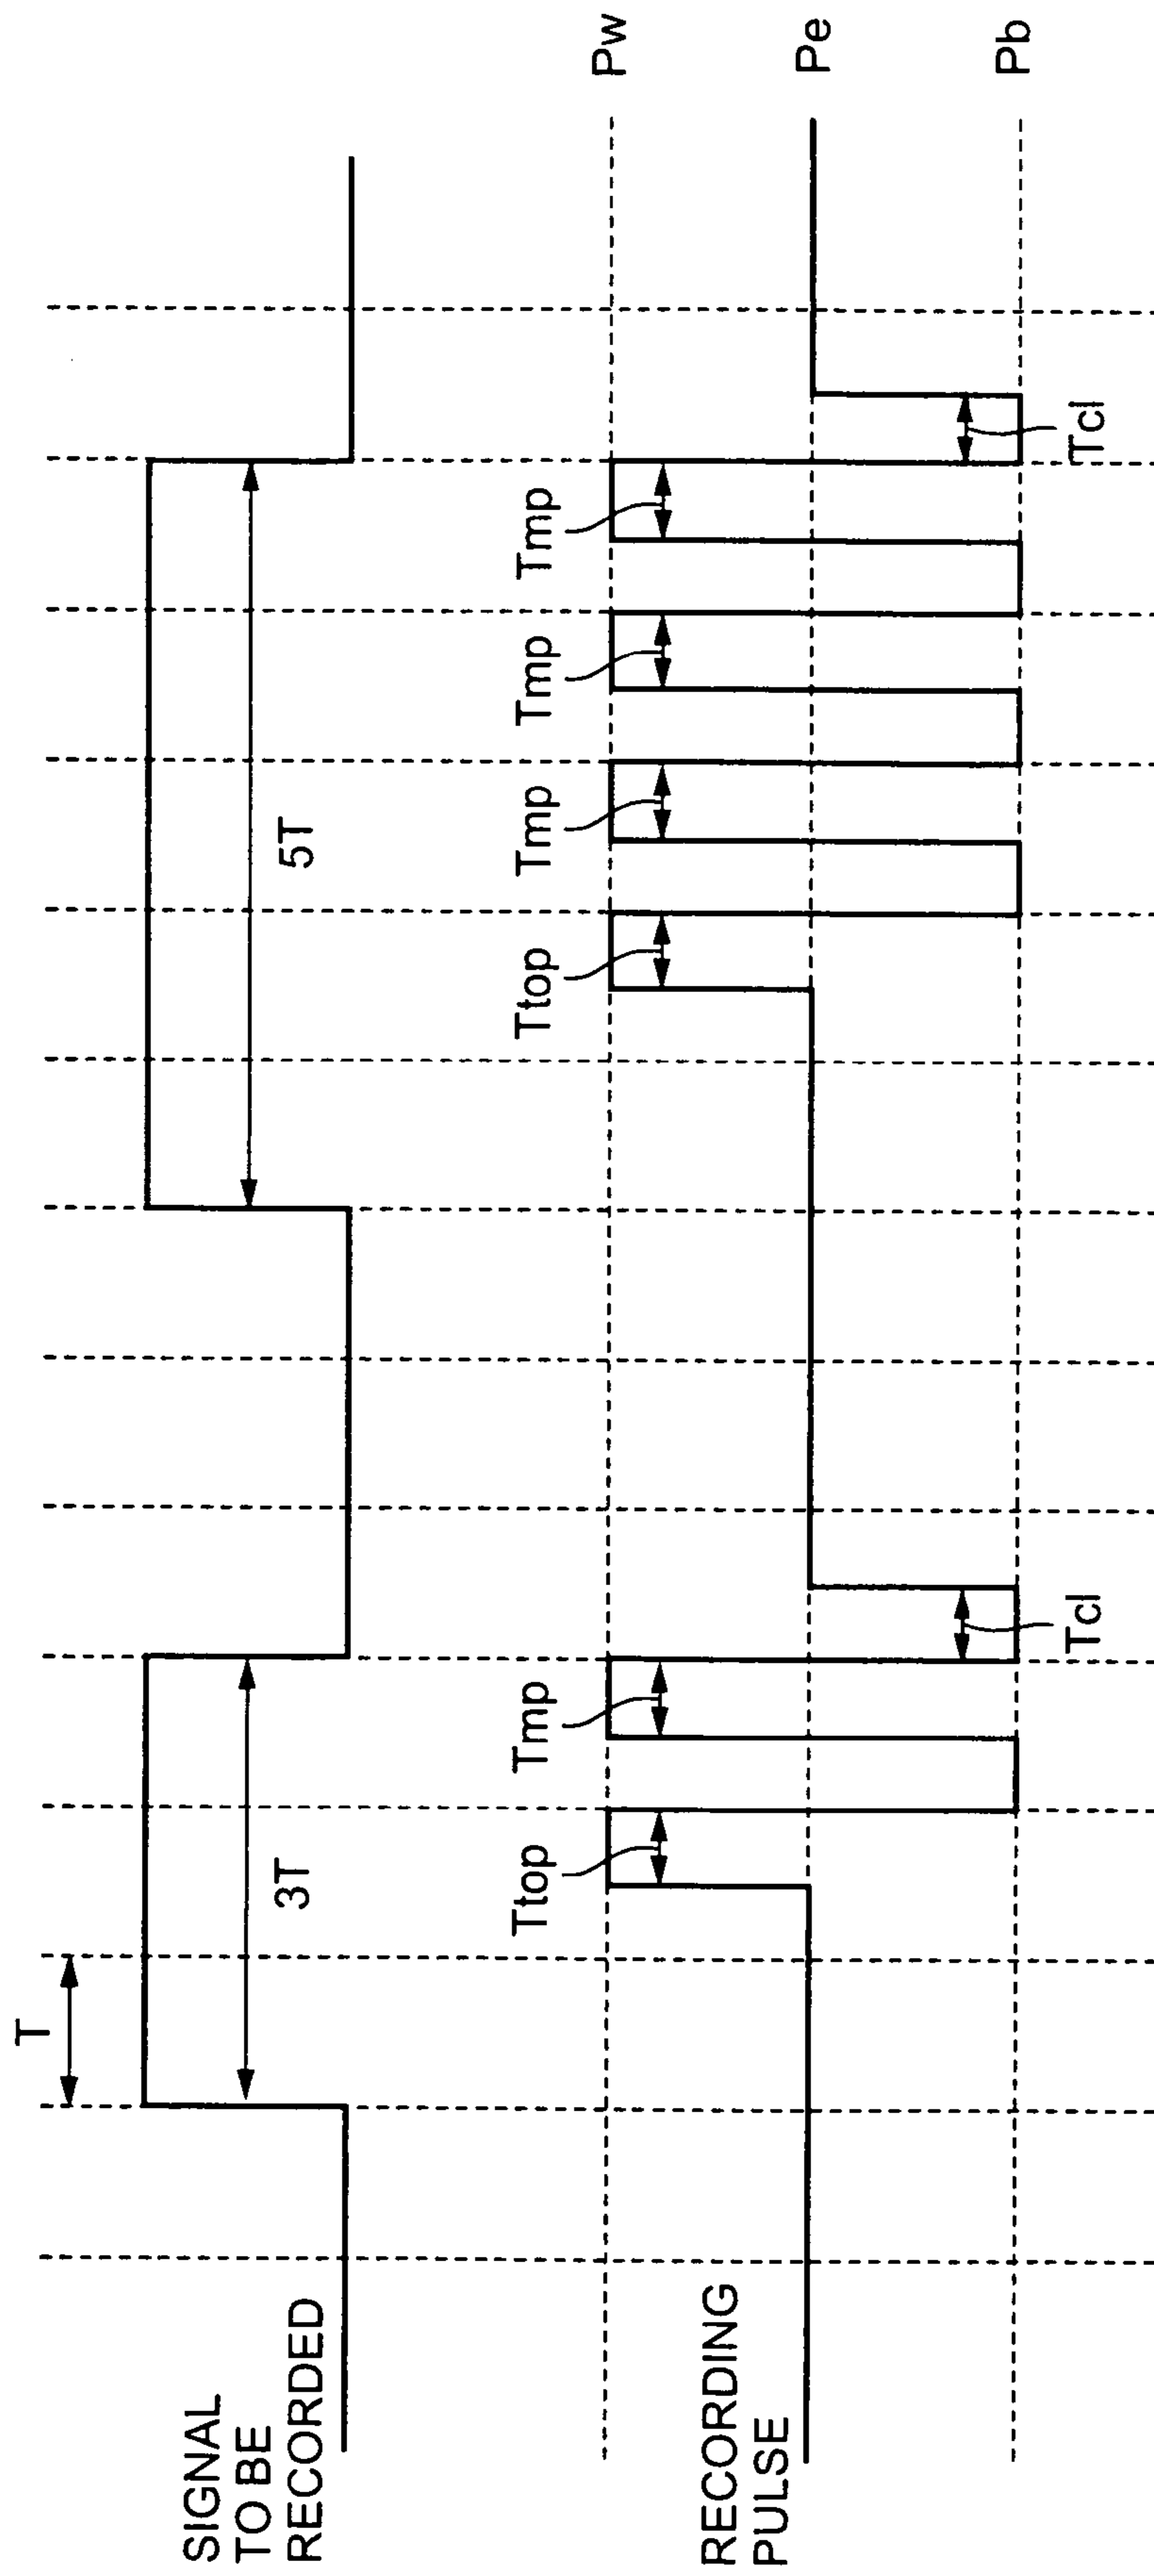 T
SIGNAL
TO BE
RECORDED
3T
5T
RECORDING
PULSE
Ttop
Tmp
Tcl
Ttop
Tmp
Tmp
Tmp
Tcl
Pw
Pe
Pb